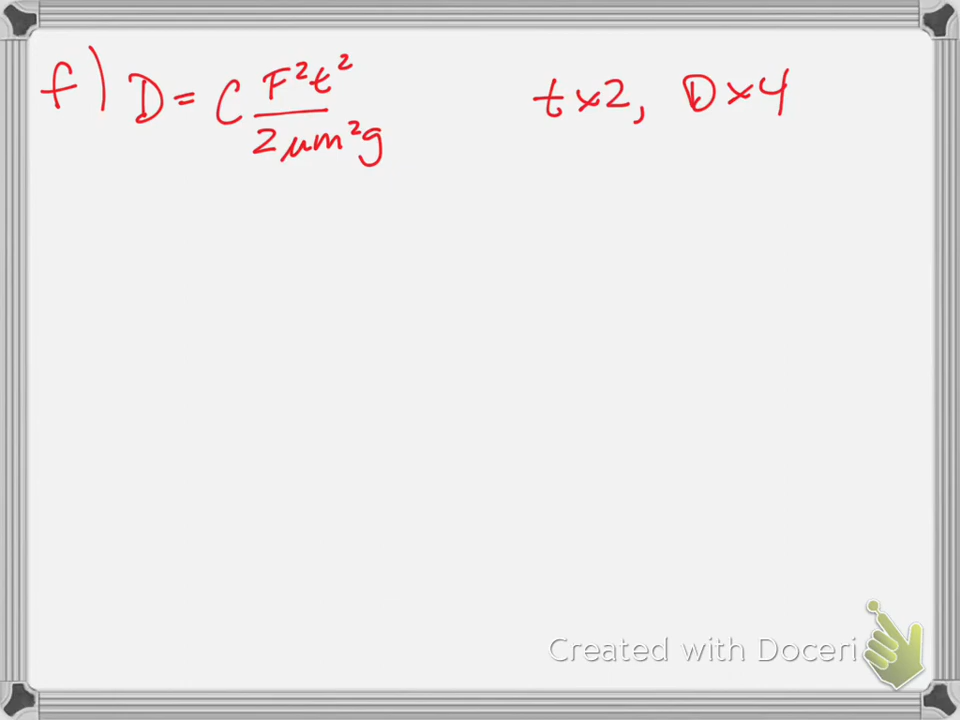 f) D = C F²t² / 2μm²g    t×2, D×4
Created with Doceri